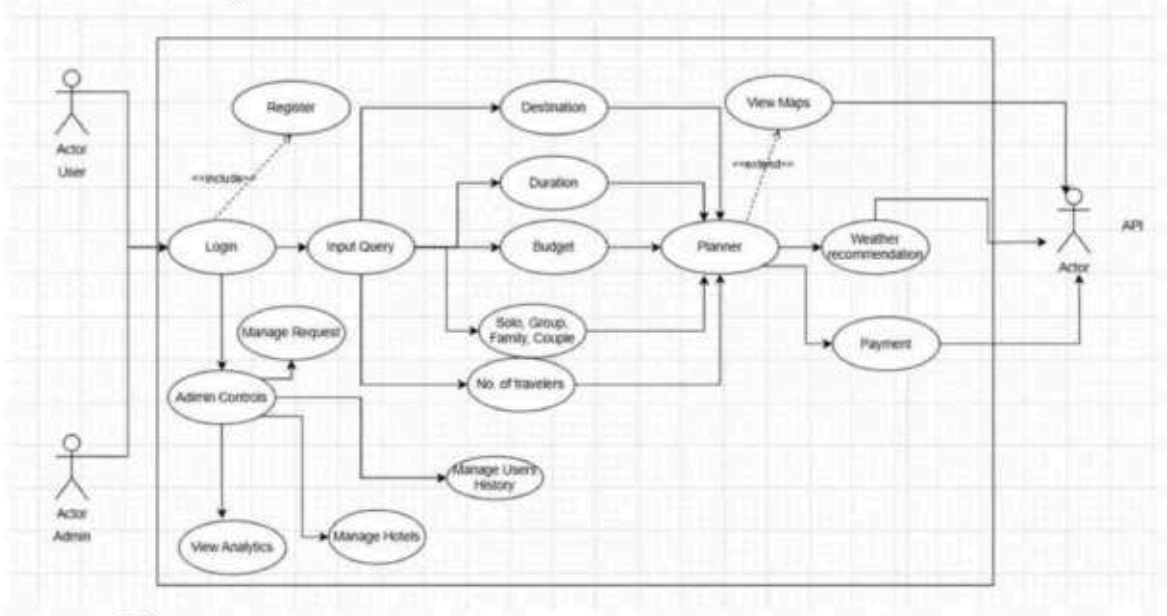 Register
Destination
View Maps
Actor
User
<<include>>
<<extend>>
Duration
Login
Input Query
Budget
Planner
Weather
recommendation
API
Actor
Manage Request
Solo, Group,
Family, Couple
Payment
No. of travelers
Admin Controls
Manage Users
History
Actor
Admin
View Analytics
Manage Hotels